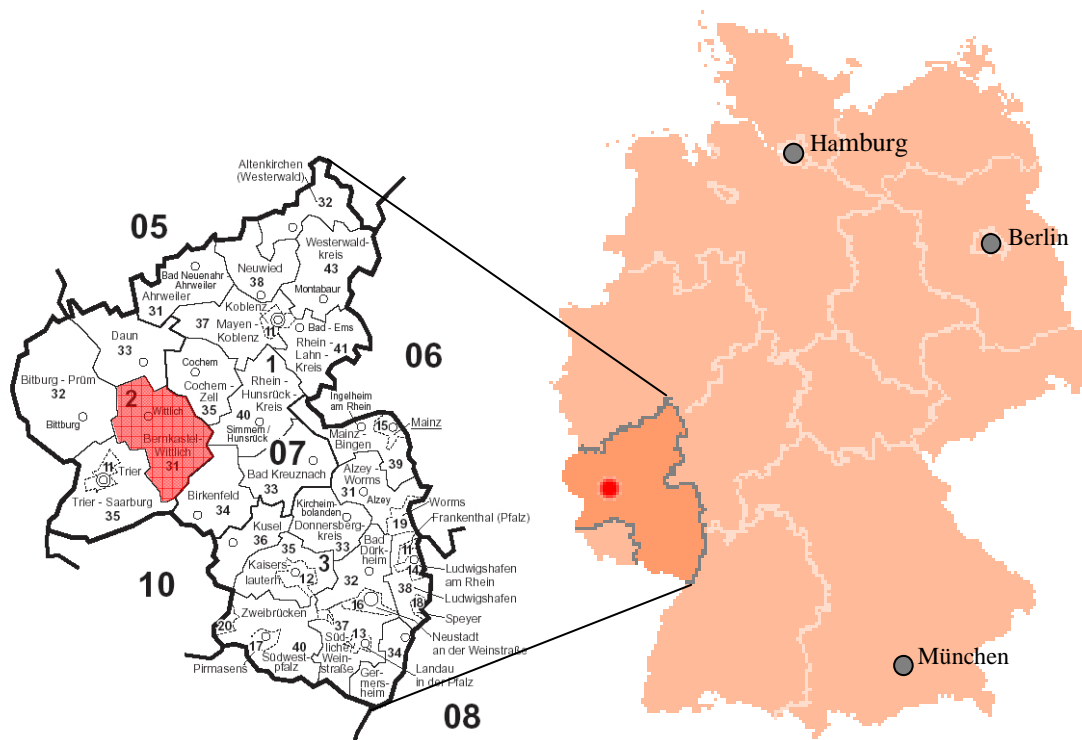 Hamburg
Berlin
München
Altenkirchen
(Westerwald)
32
05
Westerwald-
kreis
43
Neuwied
38
Bad Neuenahr
Ahrweiler
Ahrweiler
31
Montabaur
Koblenz
37
Mayen-
Koblenz
11
Bad - Ems
Rhein-
Lahn-
Kreis
41
06
Daun
33
Cochem
Cochem -
Zell
35
1
Rhein -
Hunsrück-
Kreis
40
Simmern /
Hunsrück
Bitburg - Prüm
32
Bittburg
2
Wittlich
Bernkastel-
Wittlich
31
Ingelheim
am Rhein
15
Mainz
Mainz-
Bingen
39
07
Bad Kreuznach
33
Alzey -
Worms
31
Alzey
11
Trier
Trier - Saarburg
35
Birkenfeld
34
Worms
19
Frankenthal (Pfalz)
Kirchheim-
bolanden
Donnersberg-
kreis
33
Kusel
36
35
3
Bad
Dürk-
heim
11
14
Ludwigshafen
am Rhein
Kaisers
lautern
12
32
38
Ludwigshafen
10
16
18
Speyer
Zweibrücken
20
17
Pirmasens
40
Südwest-
pfalz
37
Süd-
liche
Wein-
straße
13
34
Neustadt
an der Weinstraße
Landau
in der Pfalz
Ger-
mers-
heim
08